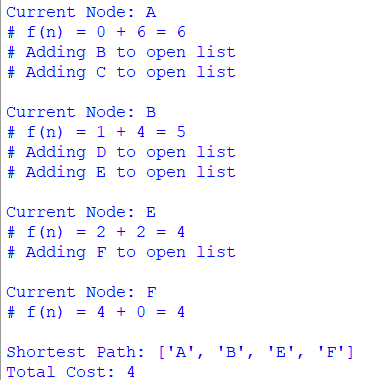 Current Node: A
# f(n) = 0 + 6 = 6
# Adding B to open list
# Adding C to open list
Current Node: B
# f(n) = 1 + 4 = 5
# Adding D to open list
# Adding E to open list
Current Node: E
# f(n) = 2 + 2 = 4
# Adding F to open list
Current Node: F
# f(n) = 4 + 0 = 4
Shortest Path: ['A', 'B', 'E', 'F']
Total Cost: 4